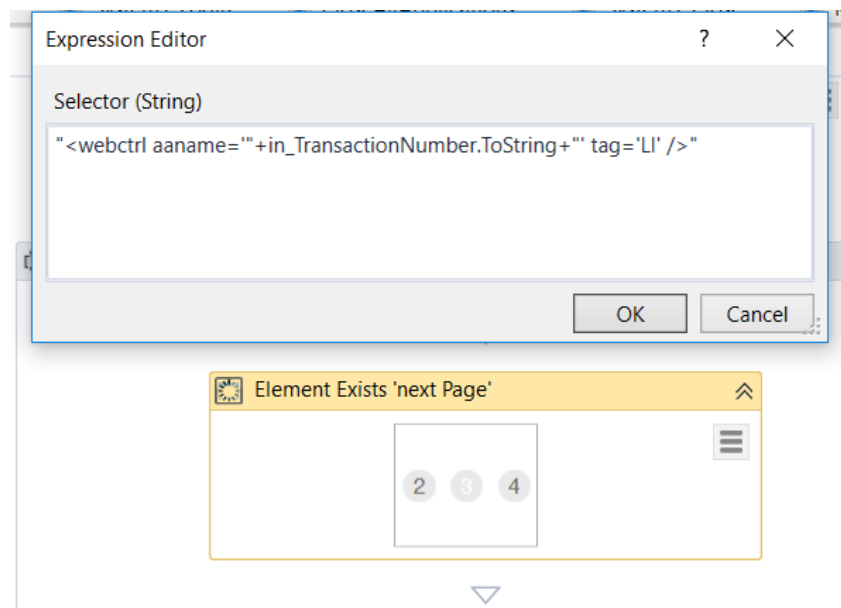 Expression Editor
?
Selector (String)
"<webctrl aaname='"+in_TransactionNumber.ToString+"' tag='LI' />"
OK
Cancel
Element Exists 'next Page'
2 3 4